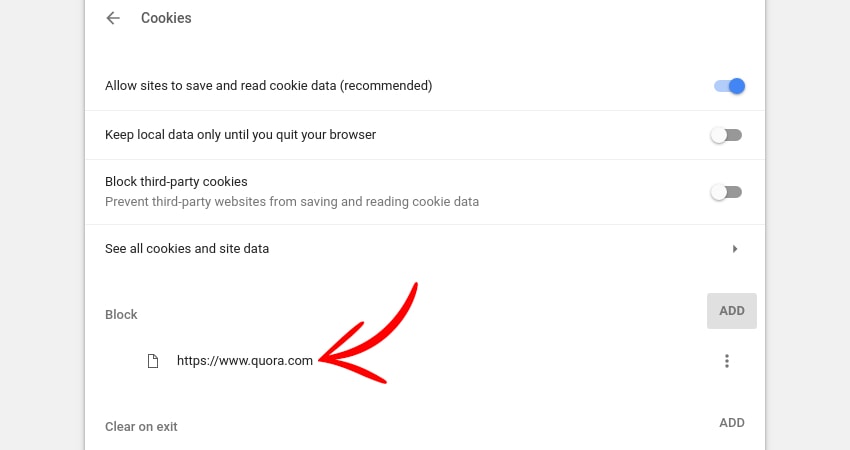 Cookies
Allow sites to save and read cookie data (recommended)
Keep local data only until you quit your browser
Block third-party cookies
Prevent third-party websites from saving and reading cookie data
See all cookies and site data
Block ADD
https://www.quora.com
Clear on exit ADD